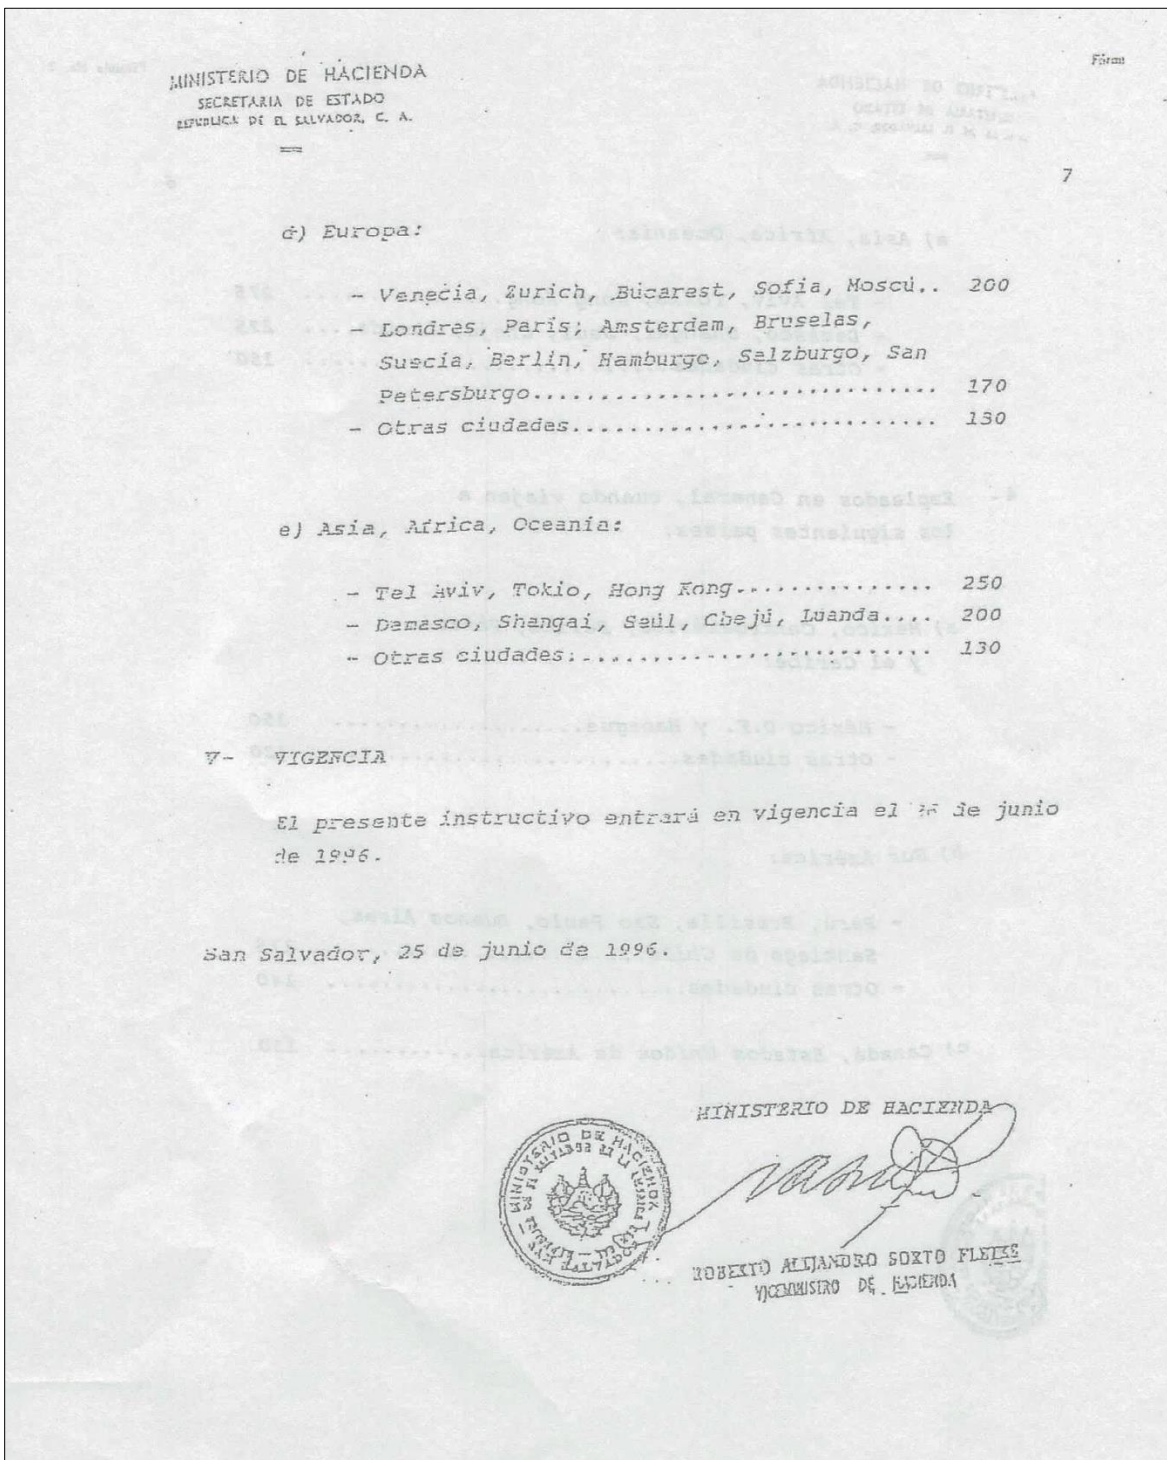 MINISTERIO DE HACIENDA
SECRETARIA DE ESTADO
REPUBLICA DE EL SALVADOR, C. A.
7
d) Europa:
- Venecia, Zurich, Bucarest, Sofia, Moscú.. 200
- Londres, Paris; Amsterdam, Bruselas,
Suecia, Berlin, Hamburgo, Salzburgo, San
Petersburgo.............................. 170
- Otras ciudades........................... 130
e) Asia, Africa, Oceania:
- Tel Aviv, Tokio, Hong Kong............... 250
- Damasco, Shangai, Seúl, Chejú, Luanda.... 200
- Otras ciudades........................... 130
V- VIGENCIA
El presente instructivo entrará en vigencia el de junio
de 1996.
San Salvador, 25 de junio de 1996.
MINISTERIO DE HACIENDA
MINISTERIO DE HACIENDA
ROBERTO ALEJANDRO SORTO FLETES
VICEMINISTRO DE HACIENDA